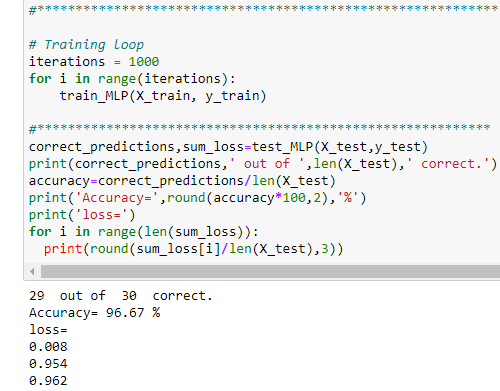 #************************************************************
# Training Loop
iterations = 1000
for i in range(iterations):
    train_MLP(X_train, y_train)
#***********************************************************
correct_predictions,sum_loss=test_MLP(X_test,y_test)
print(correct_predictions,' out of ',len(X_test),' correct.')
accuracy=correct_predictions/len(X_test)
print('Accuracy=',round(accuracy*100,2),'%')
print('loss=')
for i in range(len(sum_loss)):
  print(round(sum_loss[i]/len(X_test),3))
29  out of  30  correct.
Accuracy= 96.67 %
loss=
0.008
0.954
0.962